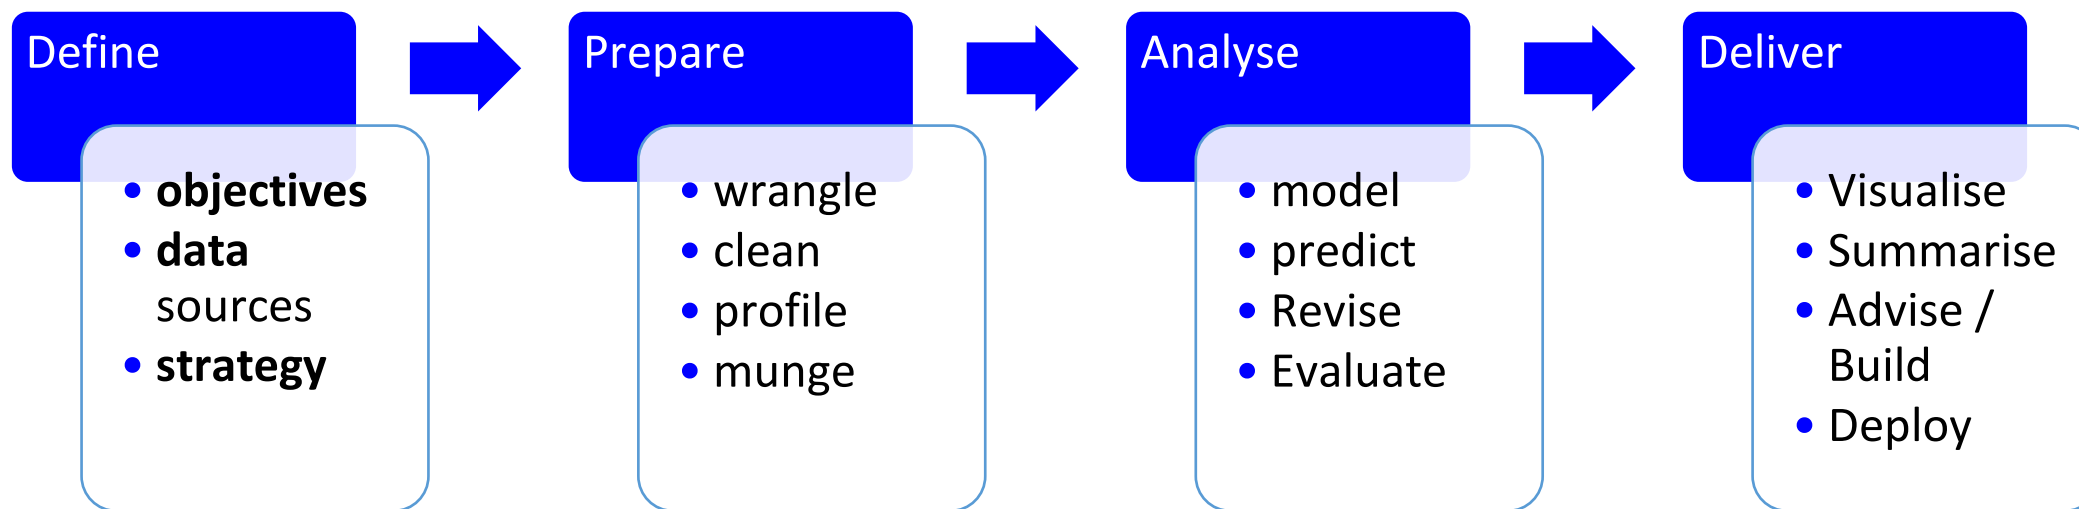 Define
• objectives
• data
sources
• strategy
Prepare
• wrangle
• clean
• profile
• munge
Analyse
• model
• predict
• Revise
• Evaluate
Deliver
• Visualise
• Summarise
• Advise /
Build
• Deploy